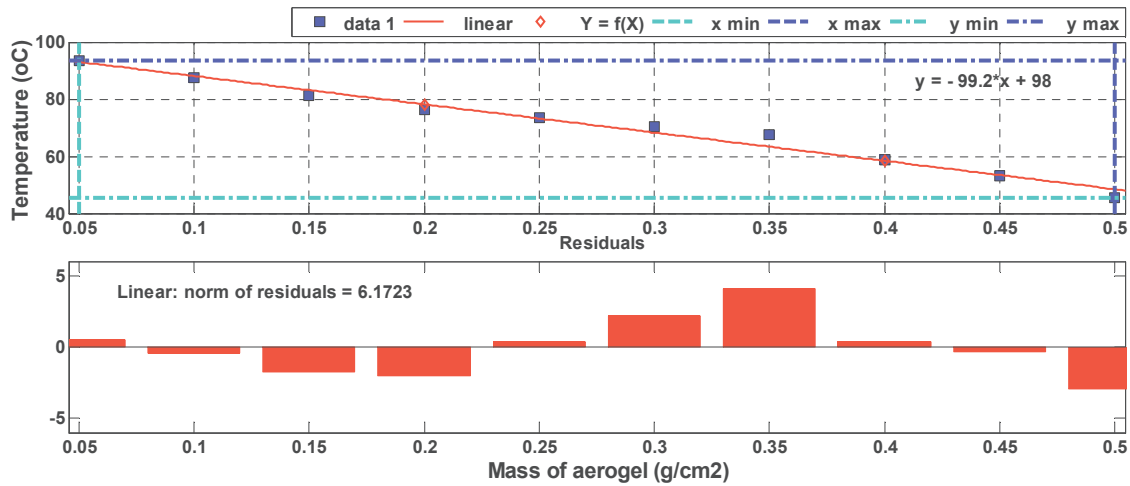 data 1 linear Y = f(X) x min x max y min y max
100
80
60
40
Temperature (oC)
y = - 99.2*x + 98
0.05 0.1 0.15 0.2 0.25 0.3 0.35 0.4 0.45 0.5
Residuals
5
0
-5
Linear: norm of residuals = 6.1723
0.05 0.1 0.15 0.2 0.25 0.3 0.35 0.4 0.45 0.5
Mass of aerogel (g/cm2)